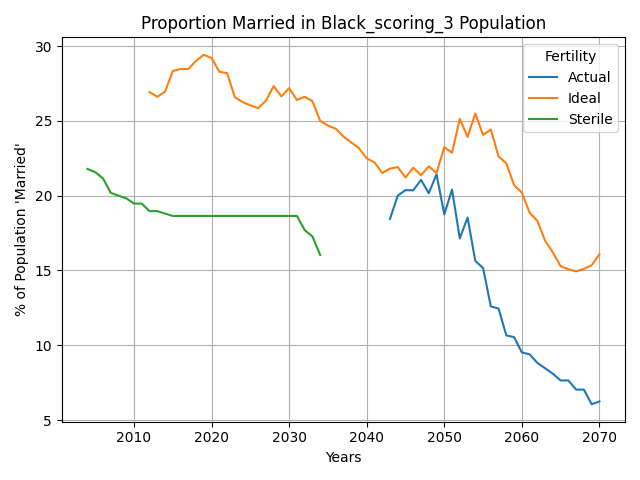 Proportion Married in Black_scoring_3 Population
Fertility
Actual
Ideal
Sterile
% of Population 'Married'
30
25
20
15
10
5
2010 2020 2030 2040 2050 2060 2070
Years